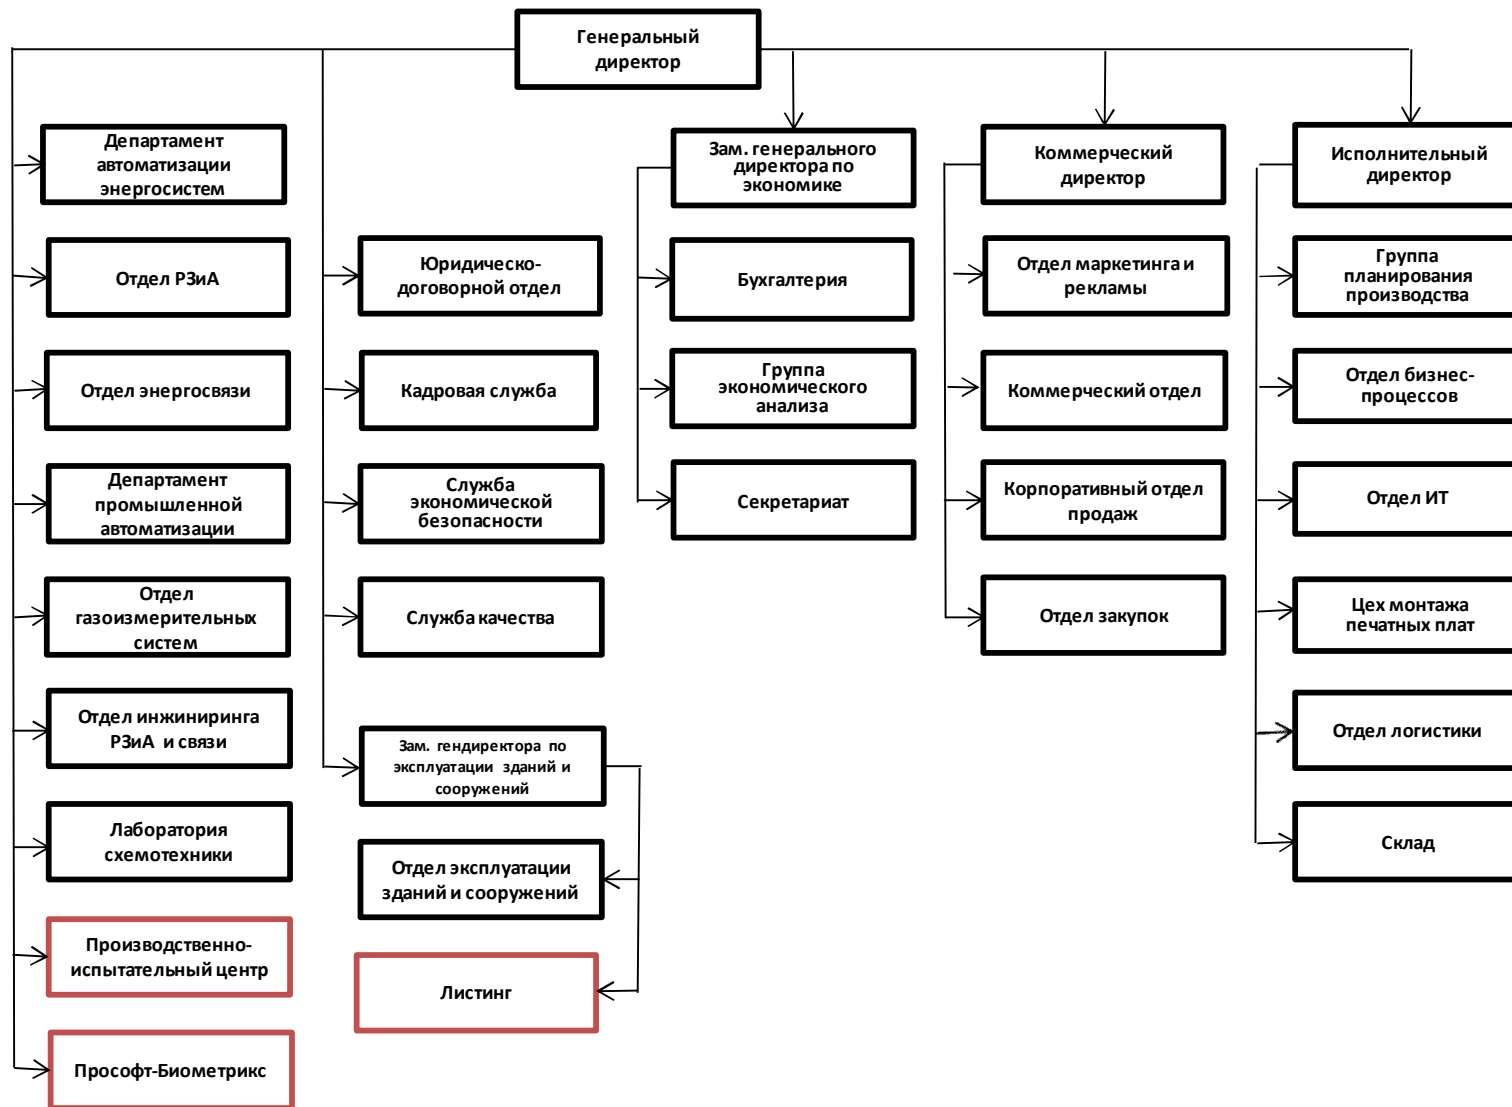 Генеральный
директор
Департамент
автоматизации
энергосистем
Отдел РЗиА
Отдел энергосвязи
Департамент
промышленной
автоматизации
Отдел
газоизмерительных
систем
Отдел инжиниринга
РЗиА и связи
Лаборатория
схемотехники
Производственно-
испытательный центр
Прософт-Биометрикс
Юридическо-
договорной отдел
Кадровая служба
Служба
экономической
безопасности
Служба качества
Зам. гендиректора по
эксплуатации зданий и
сооружений
Отдел эксплуатации
зданий и сооружений
Листинг
Зам. генерального
директора по
экономике
Бухгалтерия
Группа
экономического
анализа
Секретариат
Коммерческий
директор
Отдел маркетинга и
рекламы
Коммерческий отдел
Корпоративный отдел
продаж
Отдел закупок
Исполнительный
директор
Группа
планирования
производства
Отдел бизнес-
процессов
Отдел ИТ
Цех монтажа
печатных плат
Отдел логистики
Склад